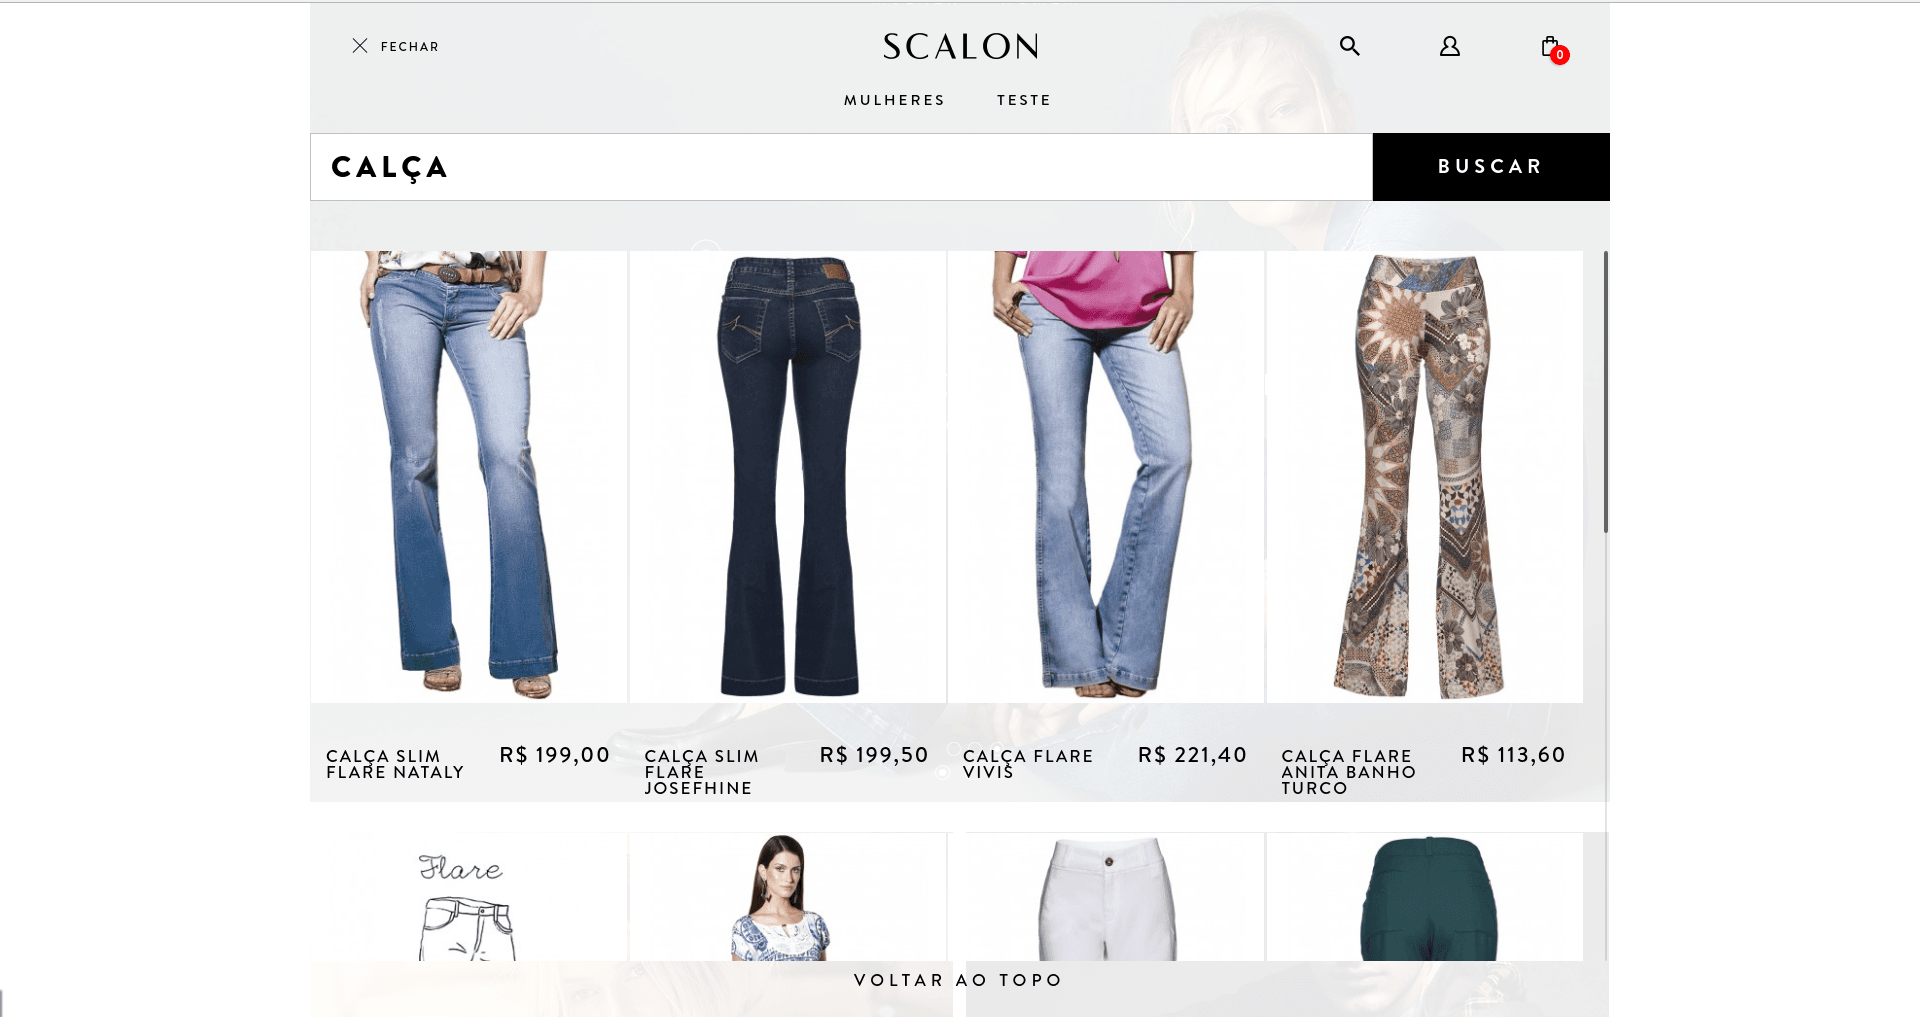 FECHAR
SCALON
0
MULHERES TESTE
CALÇA
BUSCAR
CALÇA SLIM
FLARE NATALY
R$ 199,00
CALÇA SLIM
FLARE
JOSEFHINE
R$ 199,50
CALÇA FLARE
VIVIS
R$ 221,40
CALÇA FLARE
ANITA BANHO
TURCO
R$ 113,60
Flare
VOLTAR AO TOPO